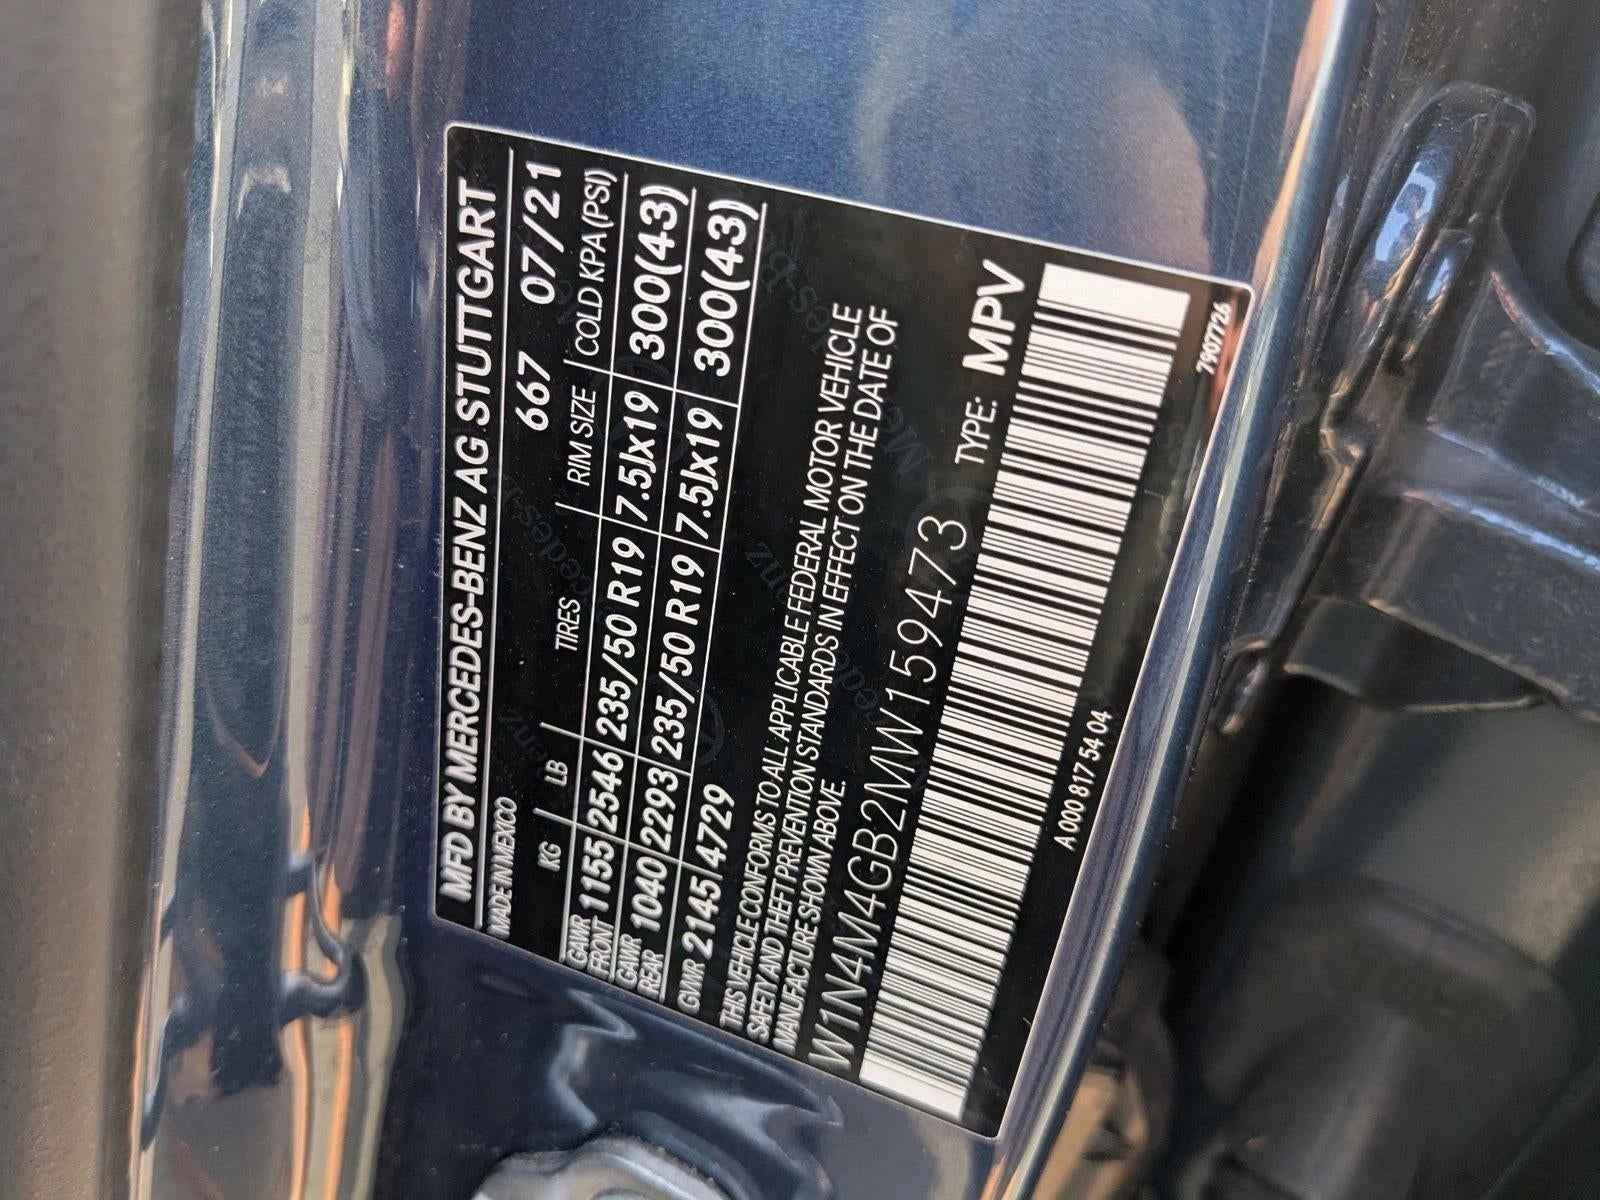 MFD BY MERCEDES-BENZ AG STUTTGART
MADE IN MEXICO 667 07/21
KG LB TIRES RIM SIZE COLD KPA (PSI)
GAWR FRONT 1155 2546 235/50 R19 7.5Jx19 300(43)
GAWR REAR 1040 2293 235/50 R19 7.5Jx19 300(43)
GVWR 2145 4729
THIS VEHICLE CONFORMS TO ALL APPLICABLE FEDERAL MOTOR VEHICLE
SAFETY AND THEFT PREVENTION STANDARDS IN EFFECT ON THE DATE OF
MANUFACTURE SHOWN ABOVE.
W1N4M4GB2MW159473 TYPE: MPV
A 000 817 54 04 7907726